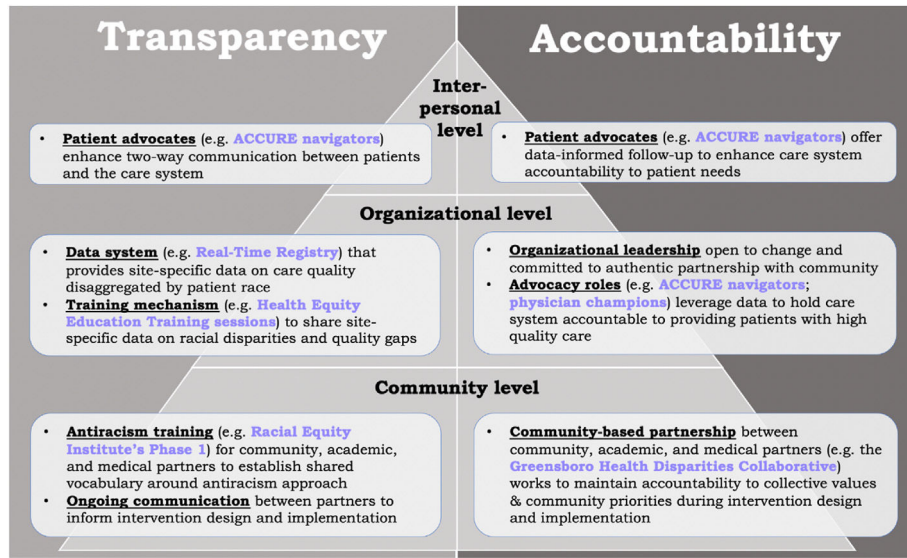 Transparency
Accountability
Inter-
personal
level
• Patient advocates (e.g. ACCURE navigators)
enhance two-way communication between patients
and the care system
• Patient advocates (e.g. ACCURE navigators) offer
data-informed follow-up to enhance care system
accountability to patient needs
Organizational level
• Data system (e.g. Real-Time Registry) that
provides site-specific data on care quality
disaggregated by patient race
• Training mechanism (e.g. Health Equity
Education Training sessions) to share site-
specific data on racial disparities and quality gaps
• Organizational leadership open to change and
committed to authentic partnership with community
• Advocacy roles (e.g. ACCURE navigators;
physician champions) leverage data to hold care
system accountable to providing patients with high
quality care
Community level
• Antiracism training (e.g. Racial Equity
Institute's Phase 1) for community, academic,
and medical partners to establish shared
vocabulary around antiracism approach
• Ongoing communication between partners to
inform intervention design and implementation
• Community-based partnership between
community, academic, and medical partners (e.g. the
Greensboro Health Disparities Collaborative)
works to maintain accountability to collective values
& community priorities during intervention design
and implementation